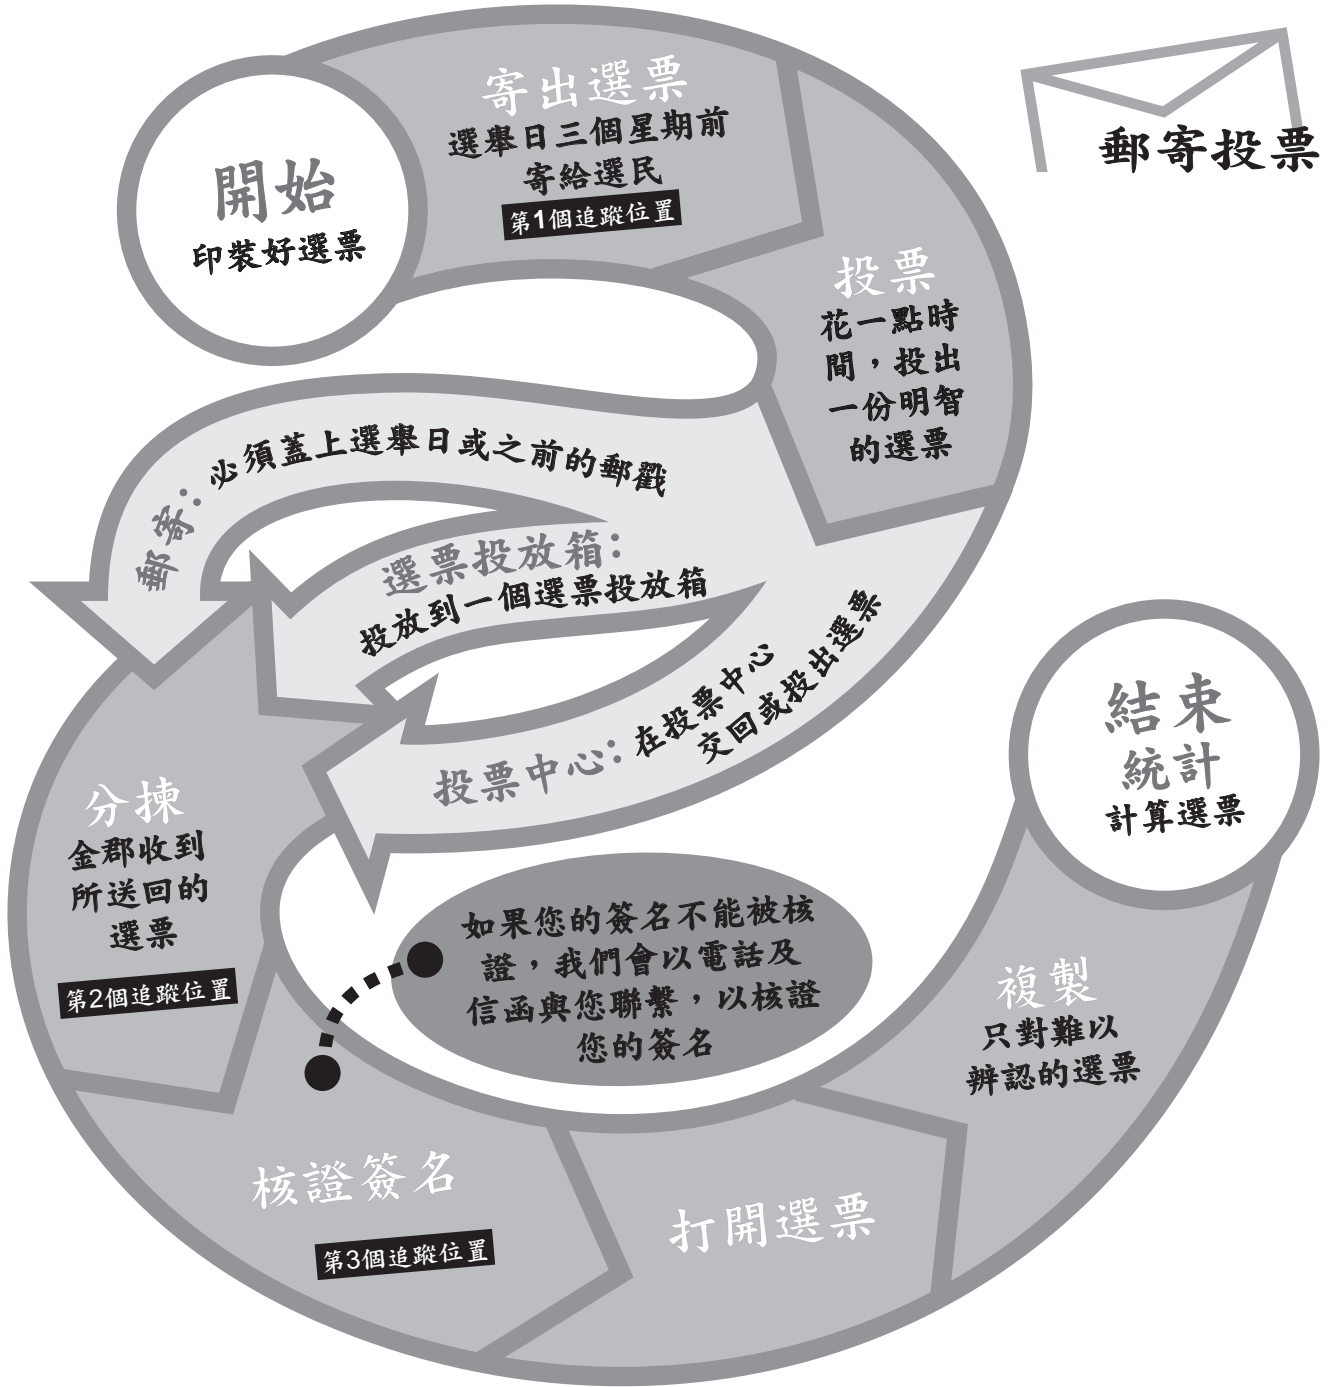 郵寄投票
開始
印裝好選票
寄出選票
選舉日三個星期前
寄給選民
第1個追蹤位置
投票
花一點時
間，投出
一份明智
的選票
郵寄：必須蓋上選舉日或之前的郵戳
選票投放箱：
投放到一個選票投放箱
投票中心：在投票中心
交回或投出選票
分揀
金郡收到
所送回的
選票
第2個追蹤位置
核證簽名
第3個追蹤位置
如果您的簽名不能被核
證，我們會以電話及
信函與您聯繫，以核證
您的簽名
打開選票
複製
只對難以
辨認的選票
結束
統計
計算選票